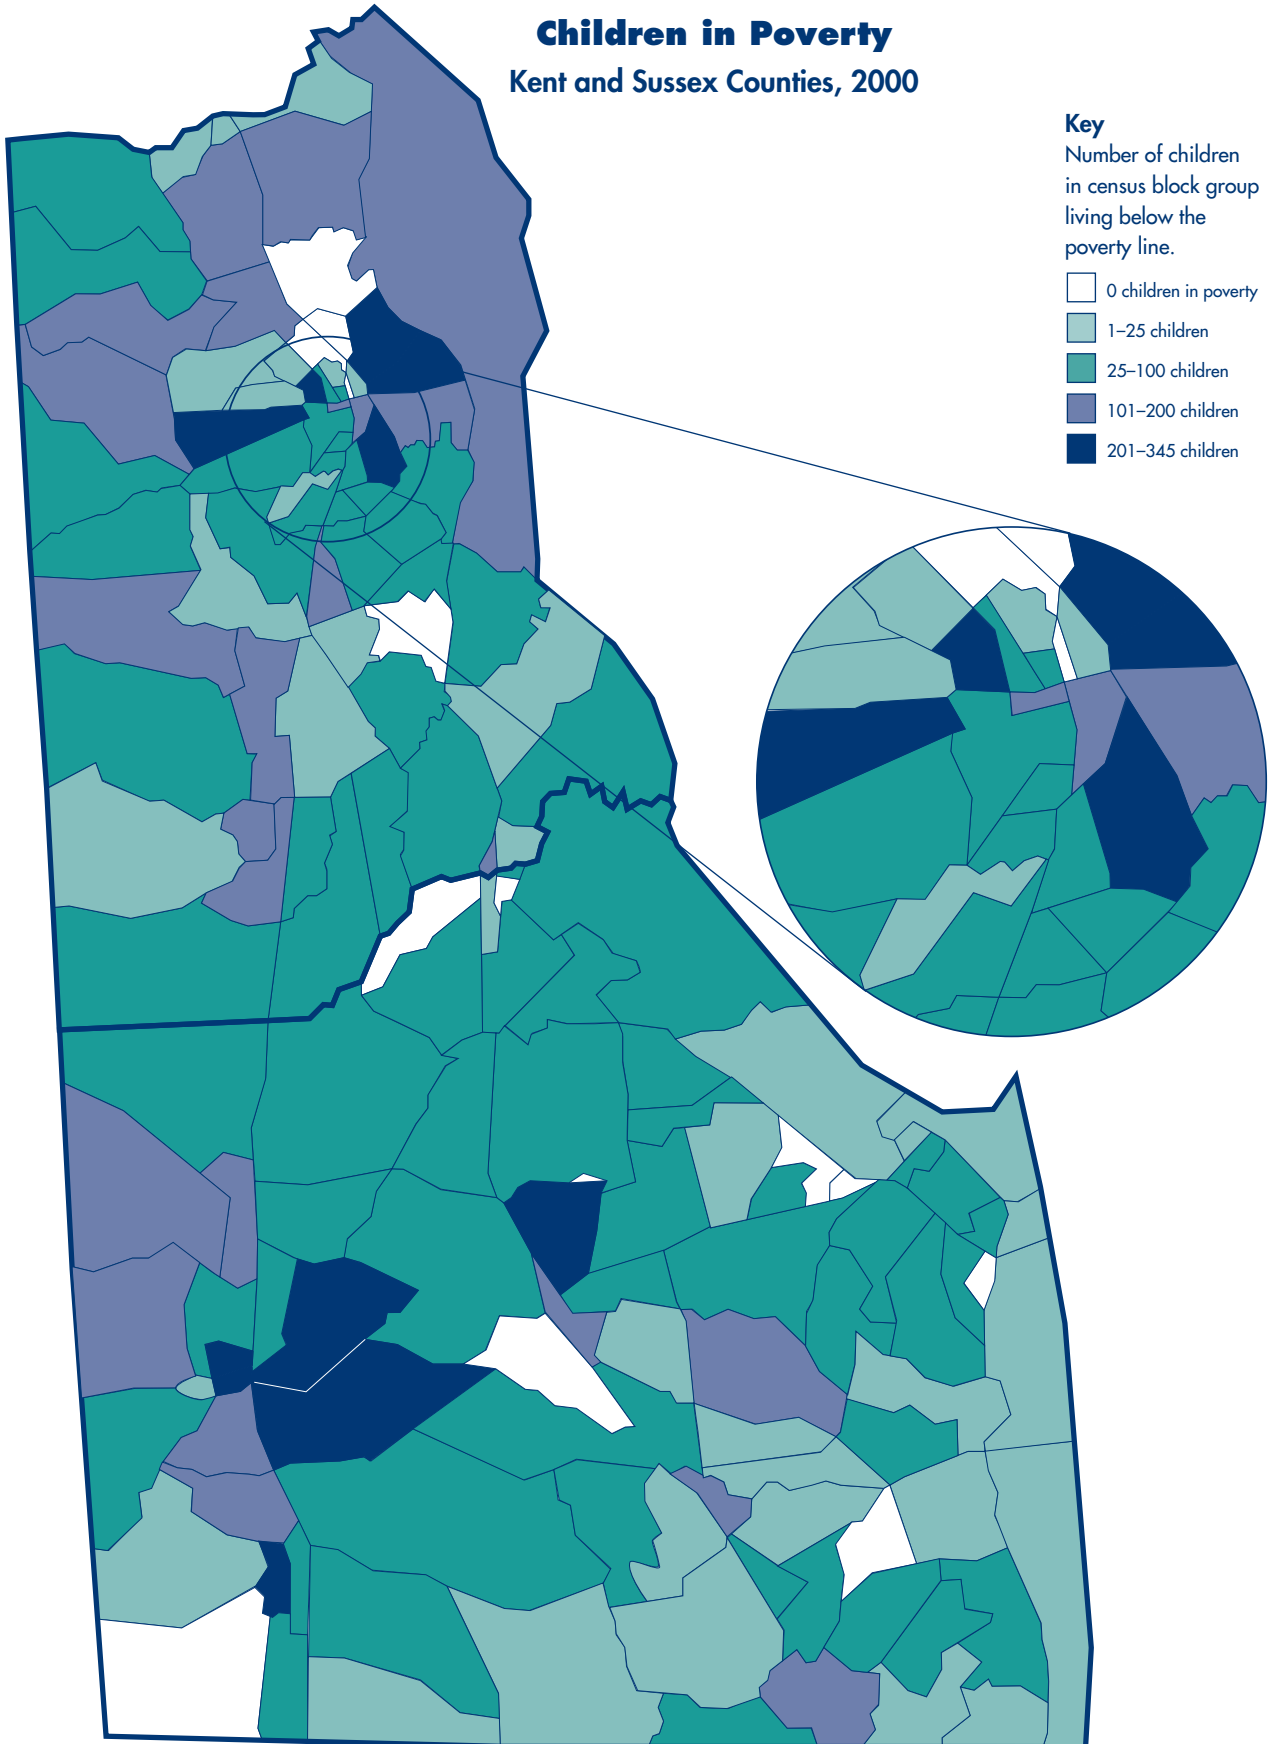 Children in Poverty
Kent and Sussex Counties, 2000
Key
Number of children
in census block group
living below the
poverty line.
0 children in poverty
1–25 children
25–100 children
101–200 children
201–345 children